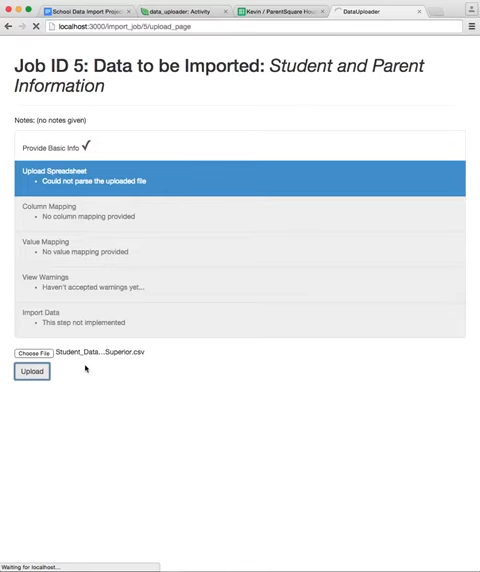 School Data Import Projec
data_uploader: Activity
Kevin / ParentSquare Hou
DataUploader
localhost:3000/import_job/5/upload_page
Job ID 5: Data to be Imported: Student and Parent
Information
Notes: (no notes given)
Provide Basic Info ✔
Upload Spreadsheet
• Could not parse the uploaded file
Column Mapping
• No column mapping provided
Value Mapping
• No value mapping provided
View Warnings
• Haven't accepted warnings yet...
Import Data
• This step not implemented
Choose File Student_Data...Superior.csv
Upload
Waiting for localhost...